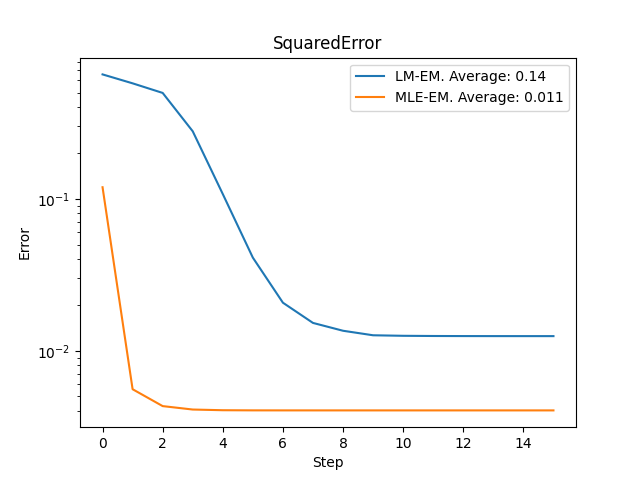 SquaredError
LM-EM. Average: 0.14
MLE-EM. Average: 0.011
Error
10⁻¹
10⁻²
0 2 4 6 8 10 12 14
Step